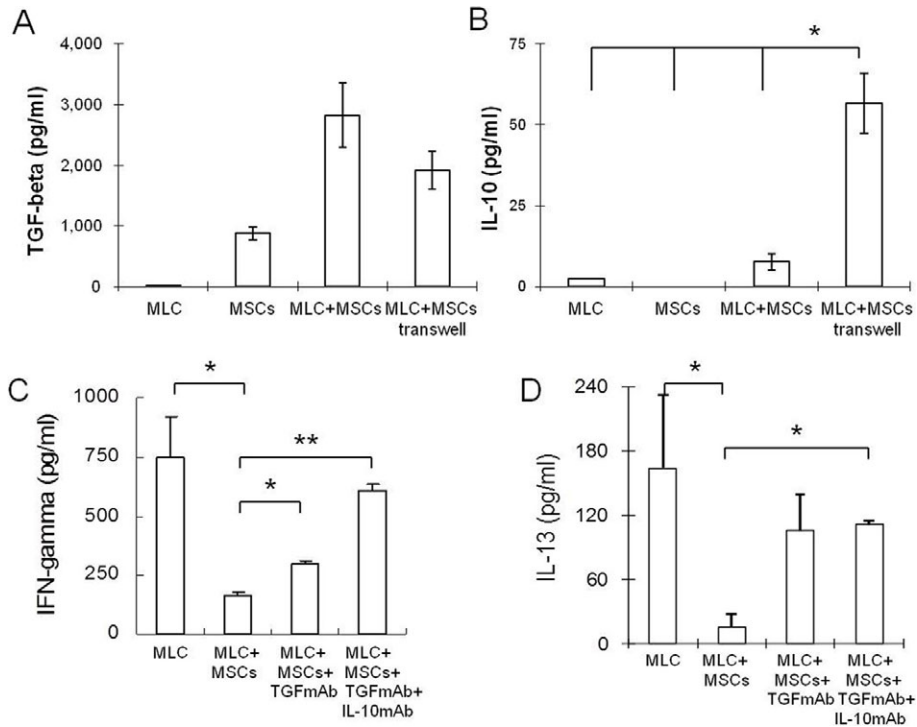 A
TGF-beta (pg/ml)
4,000
3,000
2,000
1,000
0
MLC
MSCs
MLC+MSCs
MLC+MSCs
transwell
B
IL-10 (pg/ml)
75
50
25
0
*
MLC
MSCs
MLC+MSCs
MLC+MSCs
transwell
C
IFN-gamma (pg/ml)
1000
750
500
250
0
*
**
*
MLC
MLC+
MSCs
MLC+
MSCs+
TGFmAb
MLC+
MSCs+
TGFmAb+
IL-10mAb
D
IL-13 (pg/ml)
240
180
120
60
0
*
*
MLC
MLC+
MSCs
MLC+
MSCs+
TGFmAb
MLC+
MSCs+
TGFmAb+
IL-10mAb